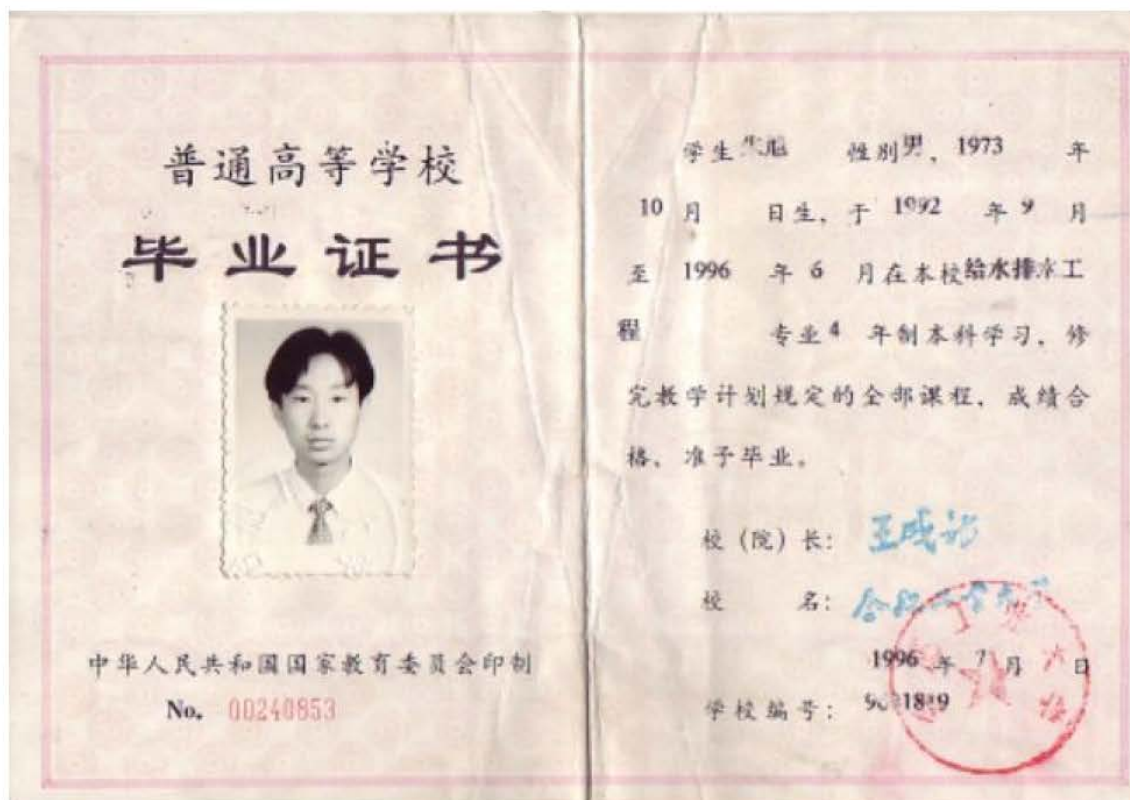 普通高等学校
毕业证书
中华人民共和国国家教育委员会印制
No. 00240853
学生 性别男，1973 年
10 月 日生，于 1992 年 9 月
至 1996 年 6 月在本校给水排水工
程 专业 4 年制本科学习，修
完教学计划规定的全部课程，成绩合
格，准予毕业。
校（院）长：
校 名：
1996 年 7 月 日
学校编号：